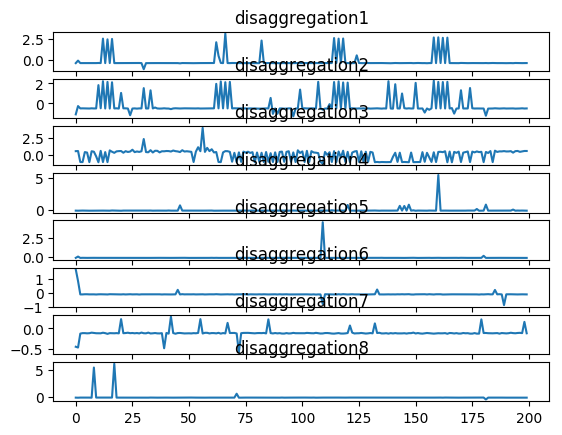 disaggregation1
2.5
0.0
disaggregation2
2
0
disaggregation3
2.5
0.0
disaggregation4
5
0
disaggregation5
2.5
0.0
disaggregation6
1
0
−1
disaggregation7
0.0
−0.5
disaggregation8
5
0
0 25 50 75 100 125 150 175 200